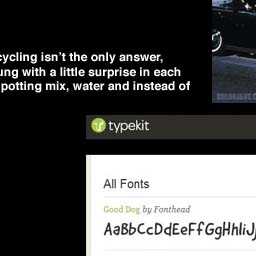 cycling isn't the only answer,
ung with a little surprise in each
potting mix, water and instead of
typekit
All Fonts
Good Dog by Fonthead
AaBbCcDdEeFfGgHhIiJj